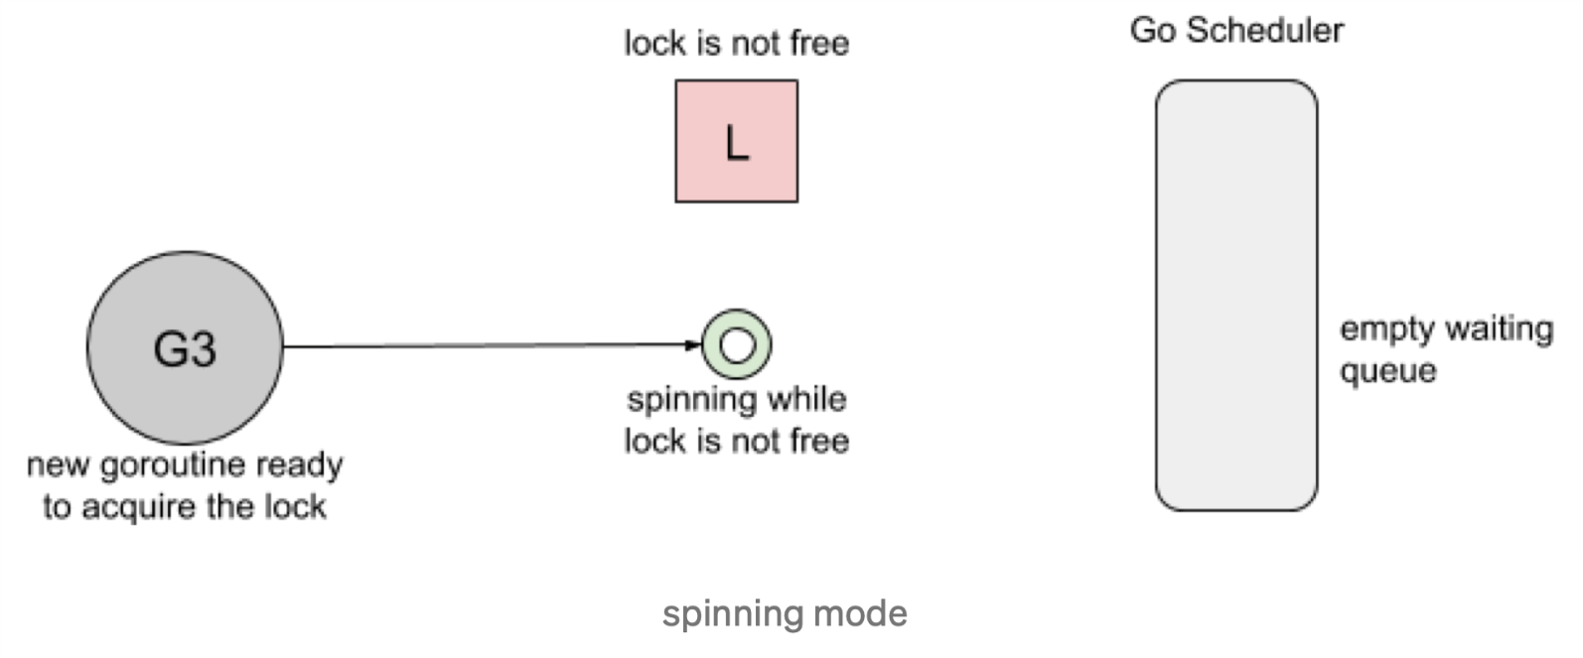 lock is not free
Go Scheduler
L
G3
new goroutine ready
to acquire the lock
spinning while
lock is not free
empty waiting
queue
spinning mode